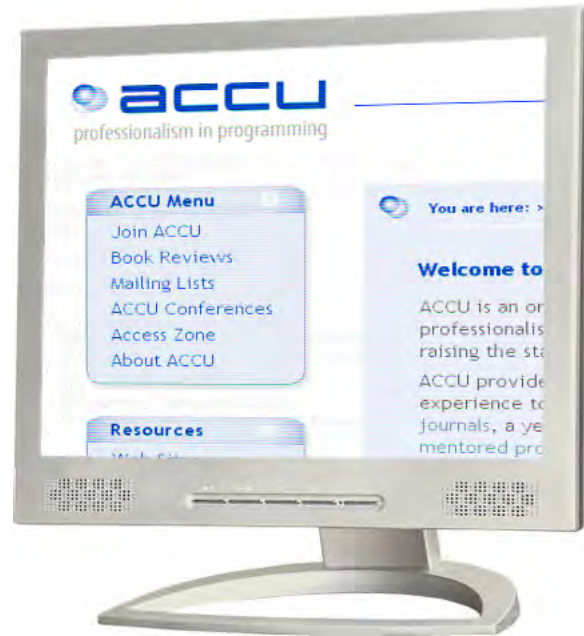 accu
professionalism in programming
ACCU Menu
Join ACCU
Book Reviews
Mailing Lists
ACCU Conferences
Access Zone
About ACCU
Resources
You are here: >
Welcome to
ACCU is an or
professionalis
raising the sta
ACCU provide
experience to
journals, a ye
mentored pro